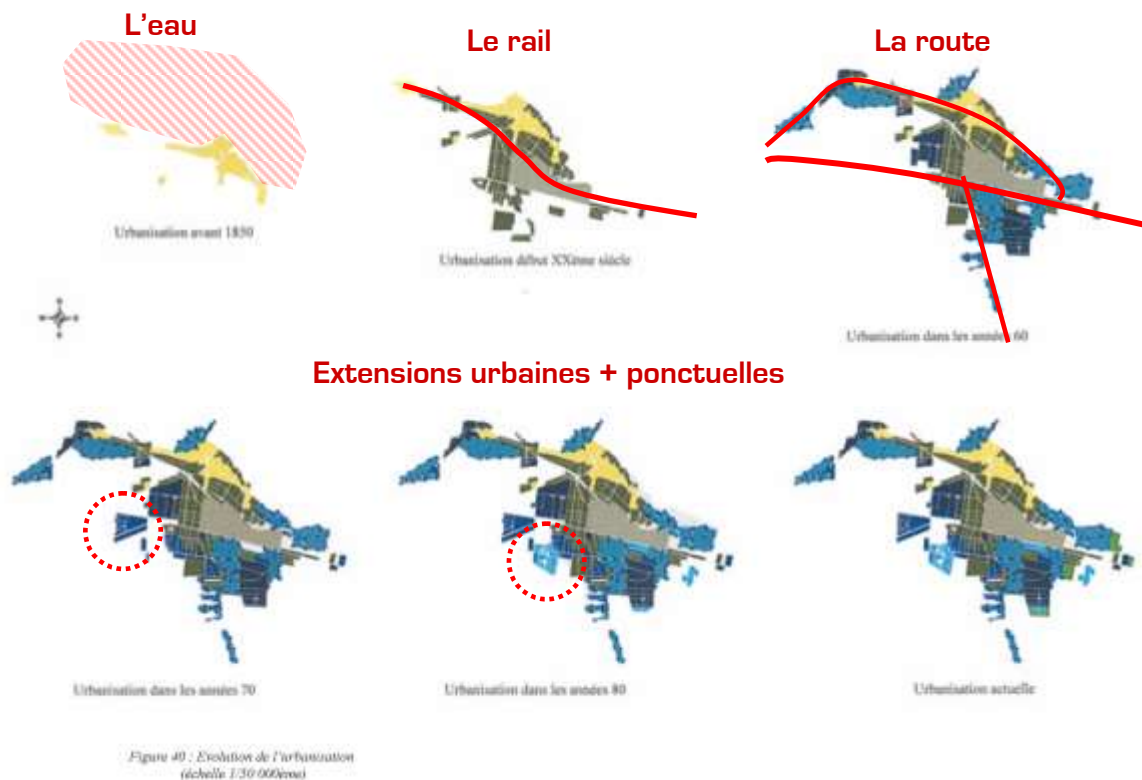 L'eau
Le rail
La route
Urbanisation avant 1850
Urbanisation début XXème siècle
Urbanisation dans les années 60
Extensions urbaines + ponctuelles
Urbanisation dans les années 70
Urbanisation dans les années 80
Urbanisation actuelle
Figure 40 : Evolution de l'urbanisation
(échelle 1/50 000ème)